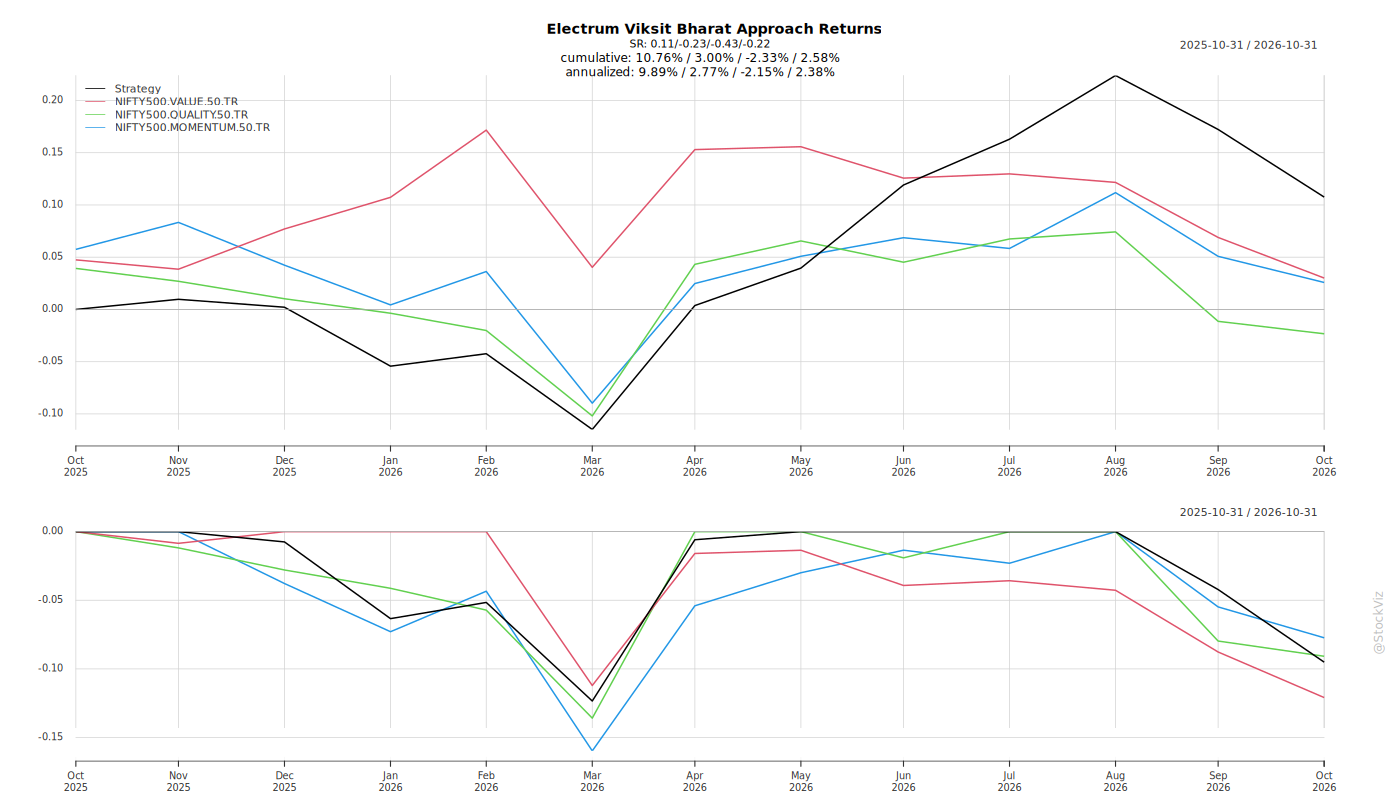 Electrum Viksit Bharat Approach Returns
SR: 0.11/-0.23/-0.43/-0.22
cumulative: 10.76% / 3.00% / -2.33% / 2.58%
annualized: 9.89% / 2.77% / -2.15% / 2.38%
2025-10-31 / 2026-10-31
Strategy
NIFTY500.VALUE.50.TR
NIFTY500.QUALITY.50.TR
NIFTY500.MOMENTUM.50.TR
0.20
0.15
0.10
0.05
0.00
-0.05
-0.10
Oct Nov Dec Jan Feb Mar Apr May Jun Jul Aug Sep Oct
2025 2025 2025 2026 2026 2026 2026 2026 2026 2026 2026 2026 2026
2025-10-31 / 2026-10-31
0.00
-0.05
-0.10
-0.15
Oct Nov Dec Jan Feb Mar Apr May Jun Jul Aug Sep Oct
2025 2025 2025 2026 2026 2026 2026 2026 2026 2026 2026 2026 2026
@StockViz